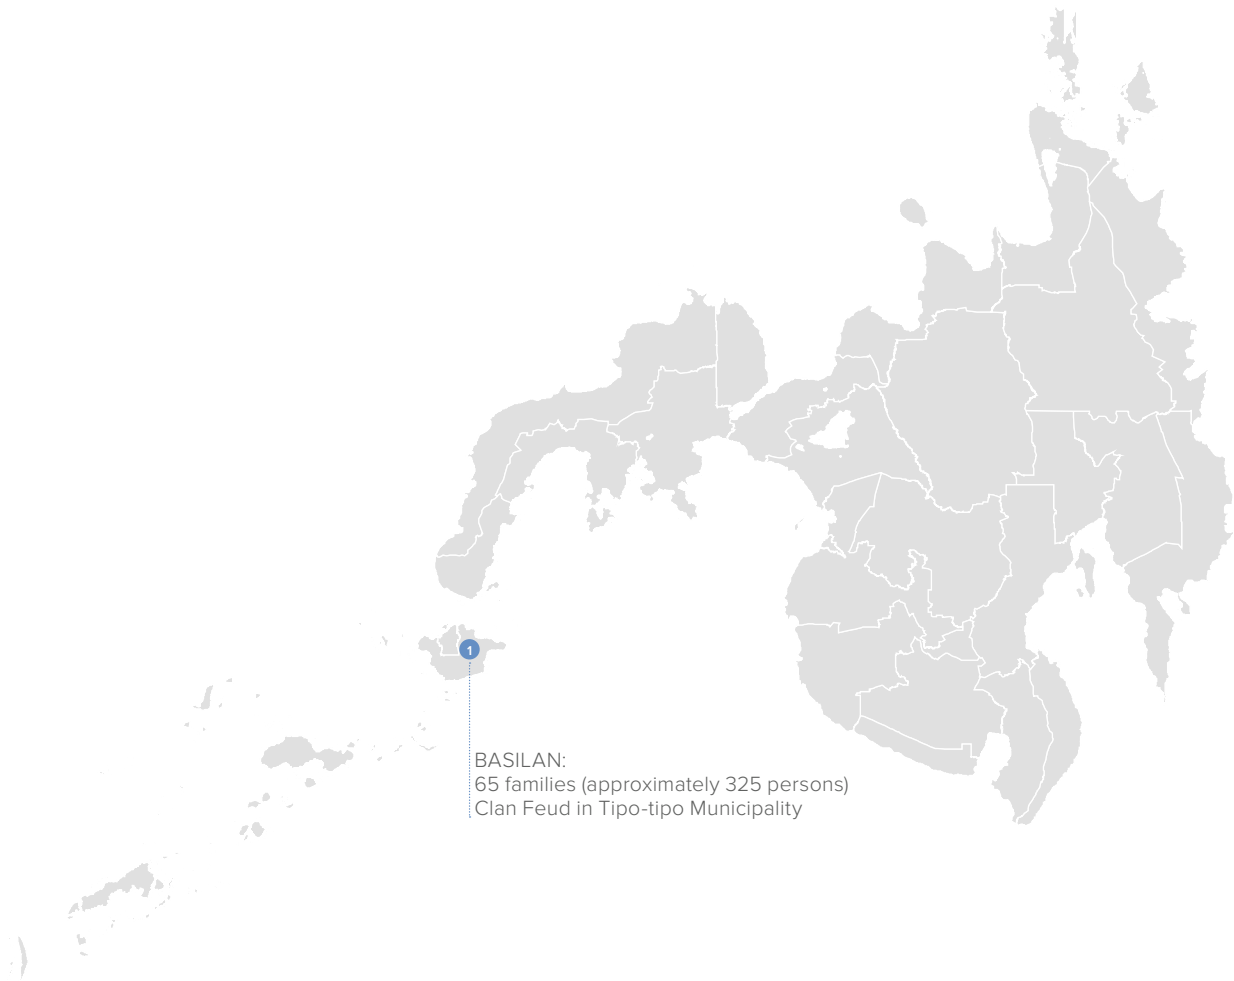 1
BASILAN:
65 families (approximately 325 persons)
Clan Feud in Tipo-tipo Municipality